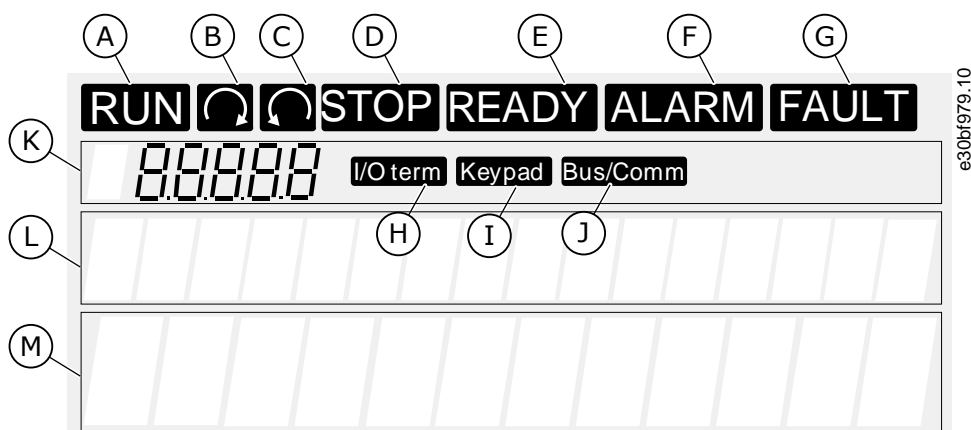 A B C D E F G
RUN STOP READY ALARM FAULT
K 8.8.8.8.8 I/O term Keypad Bus/Comm
H I J
L
M
e30bf979.10